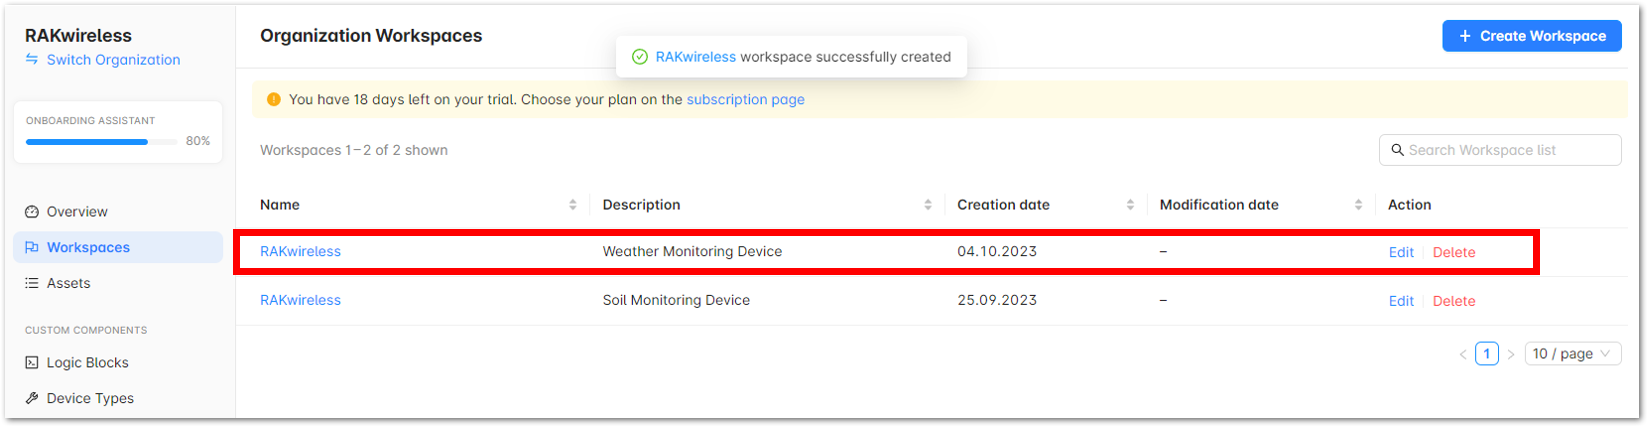 RAKwireless
Switch Organization
ONBOARDING ASSISTANT
80%
Overview
Workspaces
Assets
CUSTOM COMPONENTS
Logic Blocks
Device Types
Organization Workspaces
RAKwireless workspace successfully created
+ Create Workspace
You have 18 days left on your trial. Choose your plan on the subscription page
Workspaces 1–2 of 2 shown
Search Workspace list
Name Description Creation date Modification date Action
RAKwireless Weather Monitoring Device 04.10.2023 – Edit Delete
RAKwireless Soil Monitoring Device 25.09.2023 – Edit Delete
< 1 > 10 / page